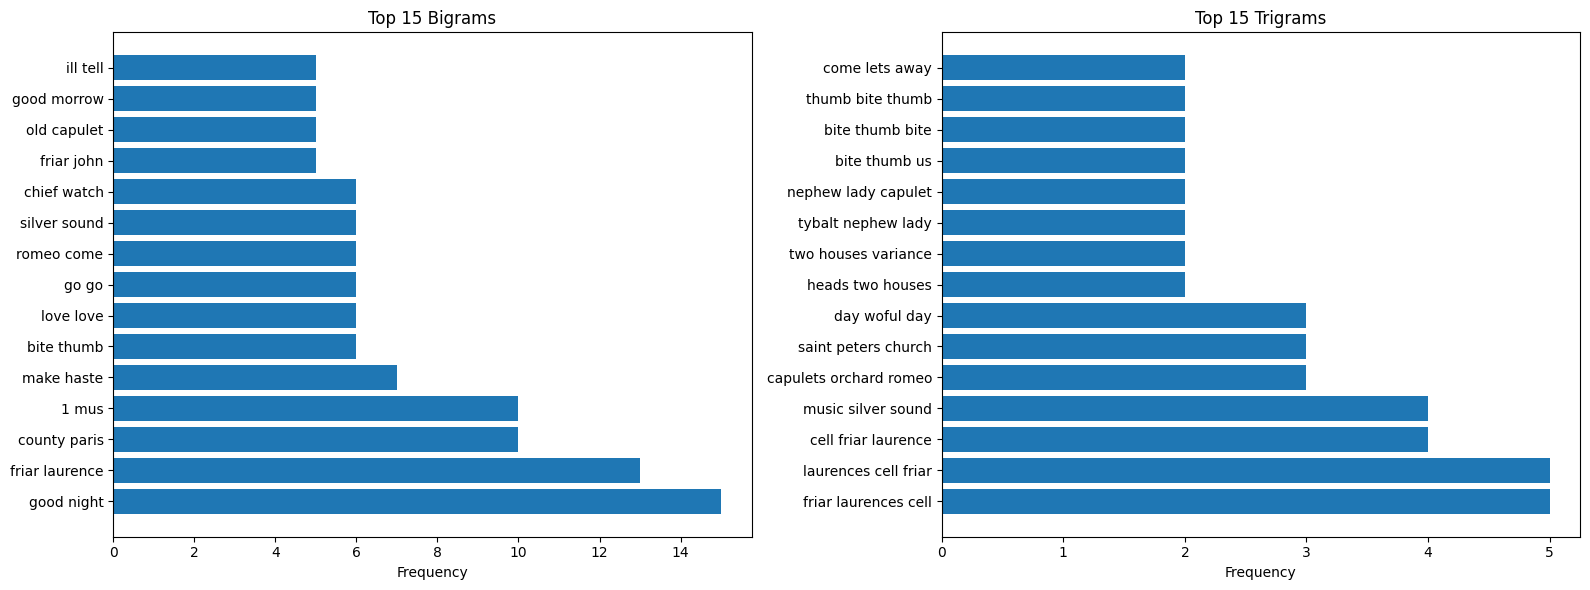 Top 15 Bigrams
ill tell
good morrow
old capulet
friar john
chief watch
silver sound
romeo come
go go
love love
bite thumb
make haste
1 mus
county paris
friar laurence
good night
0 2 4 6 8 10 12 14
Frequency
Top 15 Trigrams
come lets away
thumb bite thumb
bite thumb bite
bite thumb us
nephew lady capulet
tybalt nephew lady
two houses variance
heads two houses
day woful day
saint peters church
capulets orchard romeo
music silver sound
cell friar laurence
laurences cell friar
friar laurences cell
0 1 2 3 4 5
Frequency